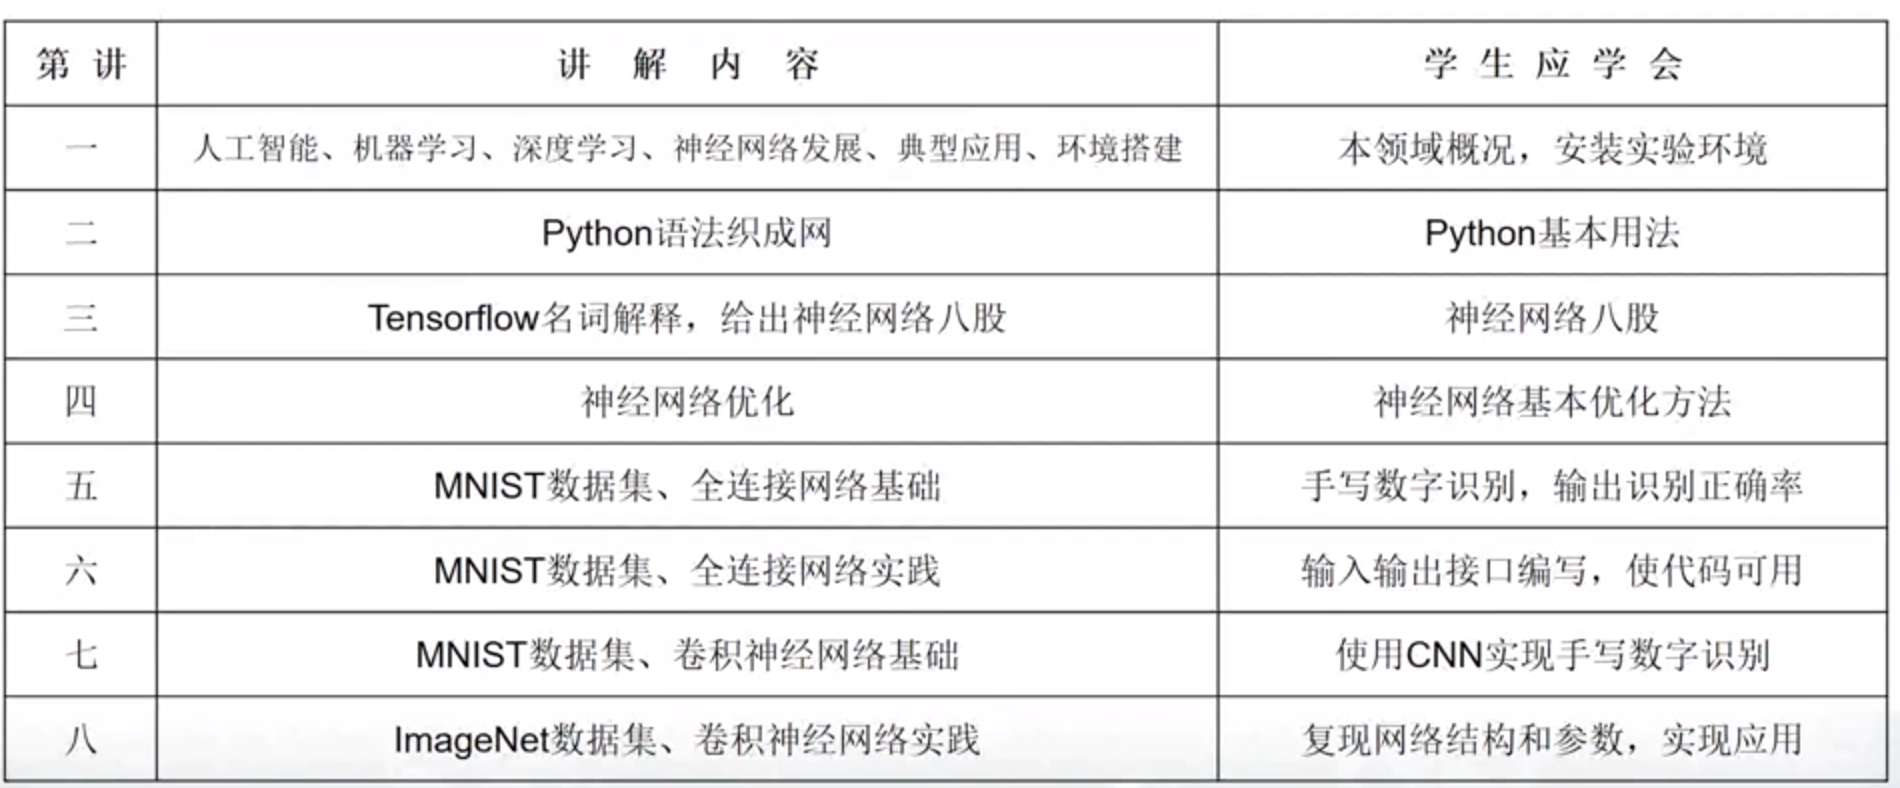 第 讲 讲 解 内 容 学 生 应 学 会
一 人工智能、机器学习、深度学习、神经网络发展、典型应用、环境搭建 本领域概况，安装实验环境
二 Python语法织成网 Python基本用法
三 Tensorflow名词解释，给出神经网络八股 神经网络八股
四 神经网络优化 神经网络基本优化方法
五 MNIST数据集、全连接网络基础 手写数字识别，输出识别正确率
六 MNIST数据集、全连接网络实践 输入输出接口编写，使代码可用
七 MNIST数据集、卷积神经网络基础 使用CNN实现手写数字识别
八 ImageNet数据集、卷积神经网络实践 复现网络结构和参数，实现应用